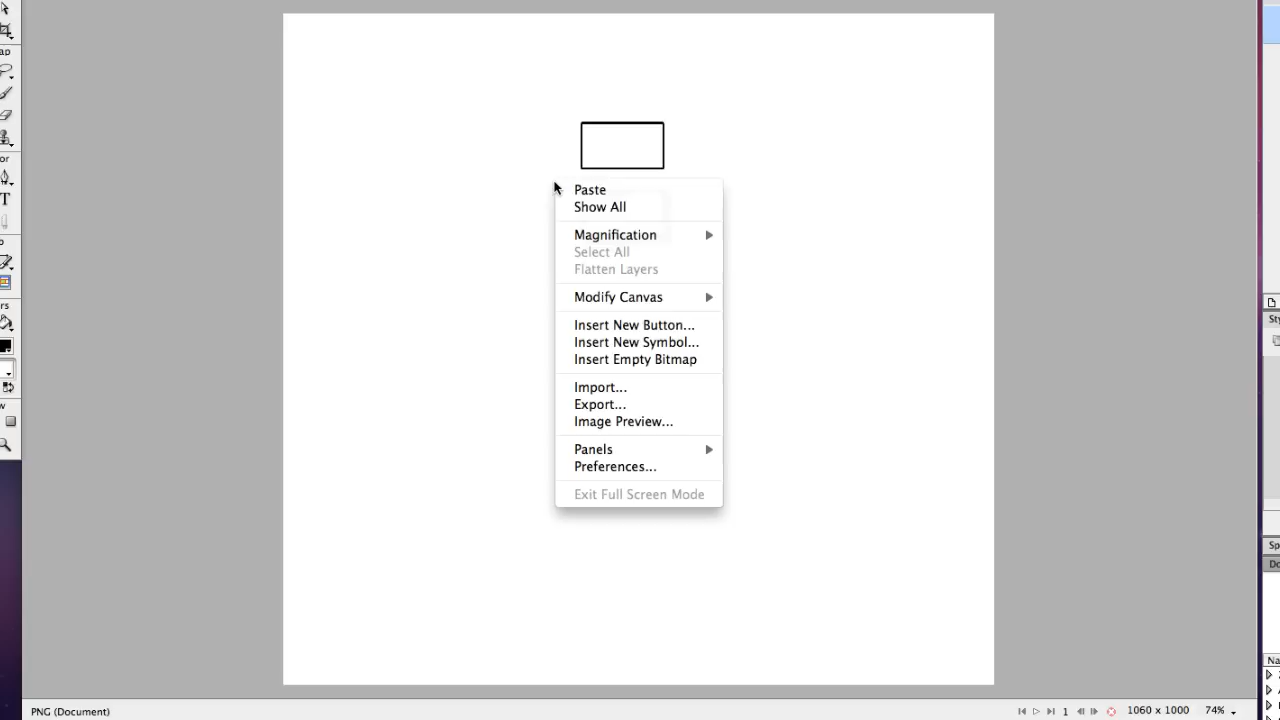 Paste
Show All
Magnification
Select All
Flatten Layers
Modify Canvas
Insert New Button...
Insert New Symbol...
Insert Empty Bitmap
Import...
Export...
Image Preview...
Panels
Preferences...
Exit Full Screen Mode
PNG (Document)
1
1060 x 1000
74%